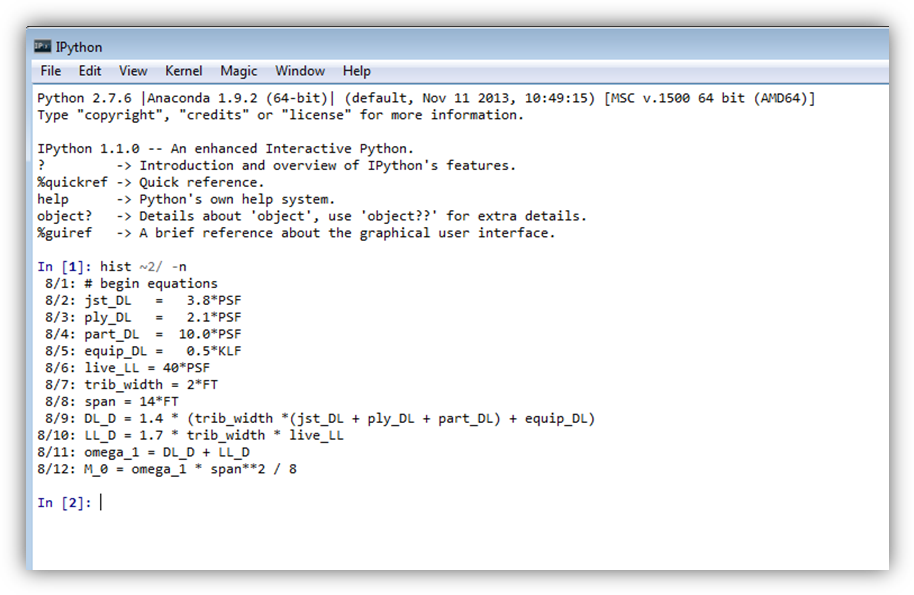 IPython
File Edit View Kernel Magic Window Help
Python 2.7.6 |Anaconda 1.9.2 (64-bit)| (default, Nov 11 2013, 10:49:15) [MSC v.1500 64 bit (AMD64)]
Type "copyright", "credits" or "license" for more information.
IPython 1.1.0 -- An enhanced Interactive Python.
?         -> Introduction and overview of IPython's features.
%quickref -> Quick reference.
help      -> Python's own help system.
object?   -> Details about 'object', use 'object??' for extra details.
%guiref   -> A brief reference about the graphical user interface.
In [1]: hist ~2/ -n
8/1: # begin equations
8/2: jst_DL   =   3.8*PSF
8/3: ply_DL   =   2.1*PSF
8/4: part_DL  =  10.0*PSF
8/5: equip_DL =   0.5*KLF
8/6: live_LL = 40*PSF
8/7: trib_width = 2*FT
8/8: span = 14*FT
8/9: DL_D = 1.4 * (trib_width *(jst_DL + ply_DL + part_DL) + equip_DL)
8/10: LL_D = 1.7 * trib_width * live_LL
8/11: omega_1 = DL_D + LL_D
8/12: M_0 = omega_1 * span**2 / 8
In [2]: